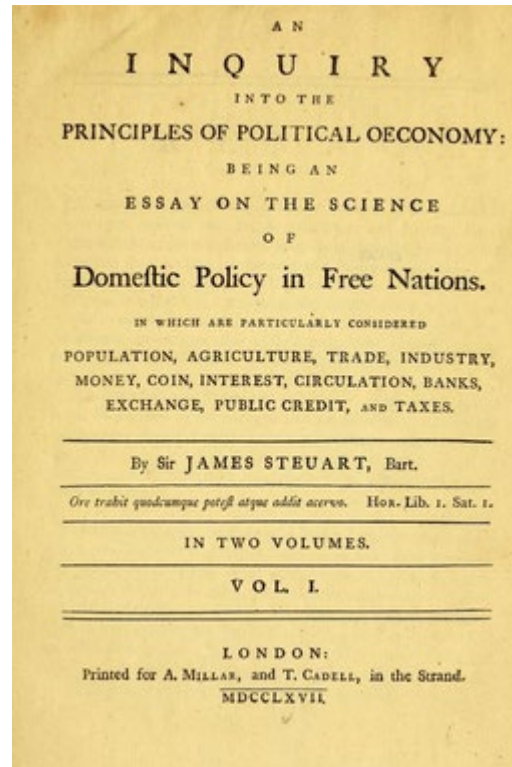 AN
INQUIRY
INTO THE
PRINCIPLES OF POLITICAL OECONOMY:
BEING AN
ESSAY ON THE SCIENCE
OF
Domeſtic Policy in Free Nations.
IN WHICH ARE PARTICULARLY CONSIDERED
POPULATION, AGRICULTURE, TRADE, INDUSTRY,
MONEY, COIN, INTEREST, CIRCULATION, BANKS,
EXCHANGE, PUBLIC CREDIT, AND TAXES.
By Sir JAMES STEUART, Bart.
Ore trahit quodcumque poteſt atque addit acervo. HOR. Lib. 1. Sat. 1.
IN TWO VOLUMES.
VOL. I.
LONDON:
Printed for A. MILLAR, and T. CADELL, in the Strand.
MDCCLXVII.